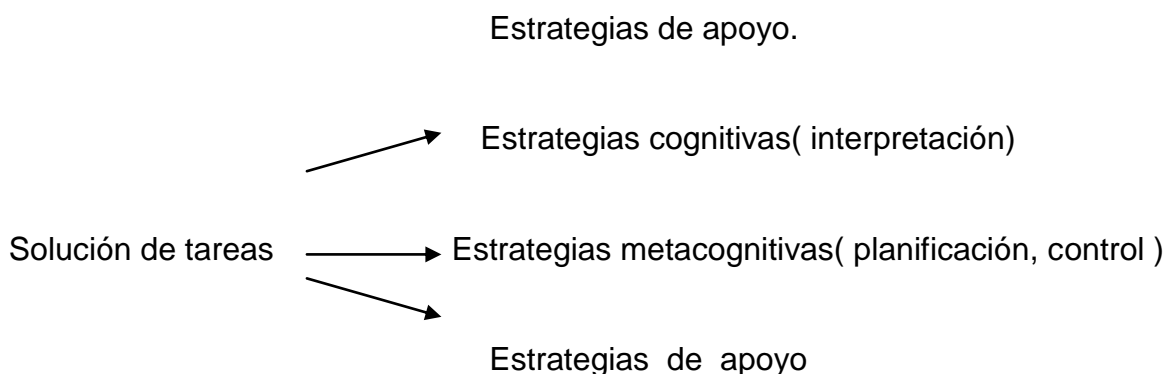 Estrategias de apoyo.
Estrategias cognitivas( interpretación)
Solución de tareas Estrategias metacognitivas( planificación, control )
Estrategias de apoyo